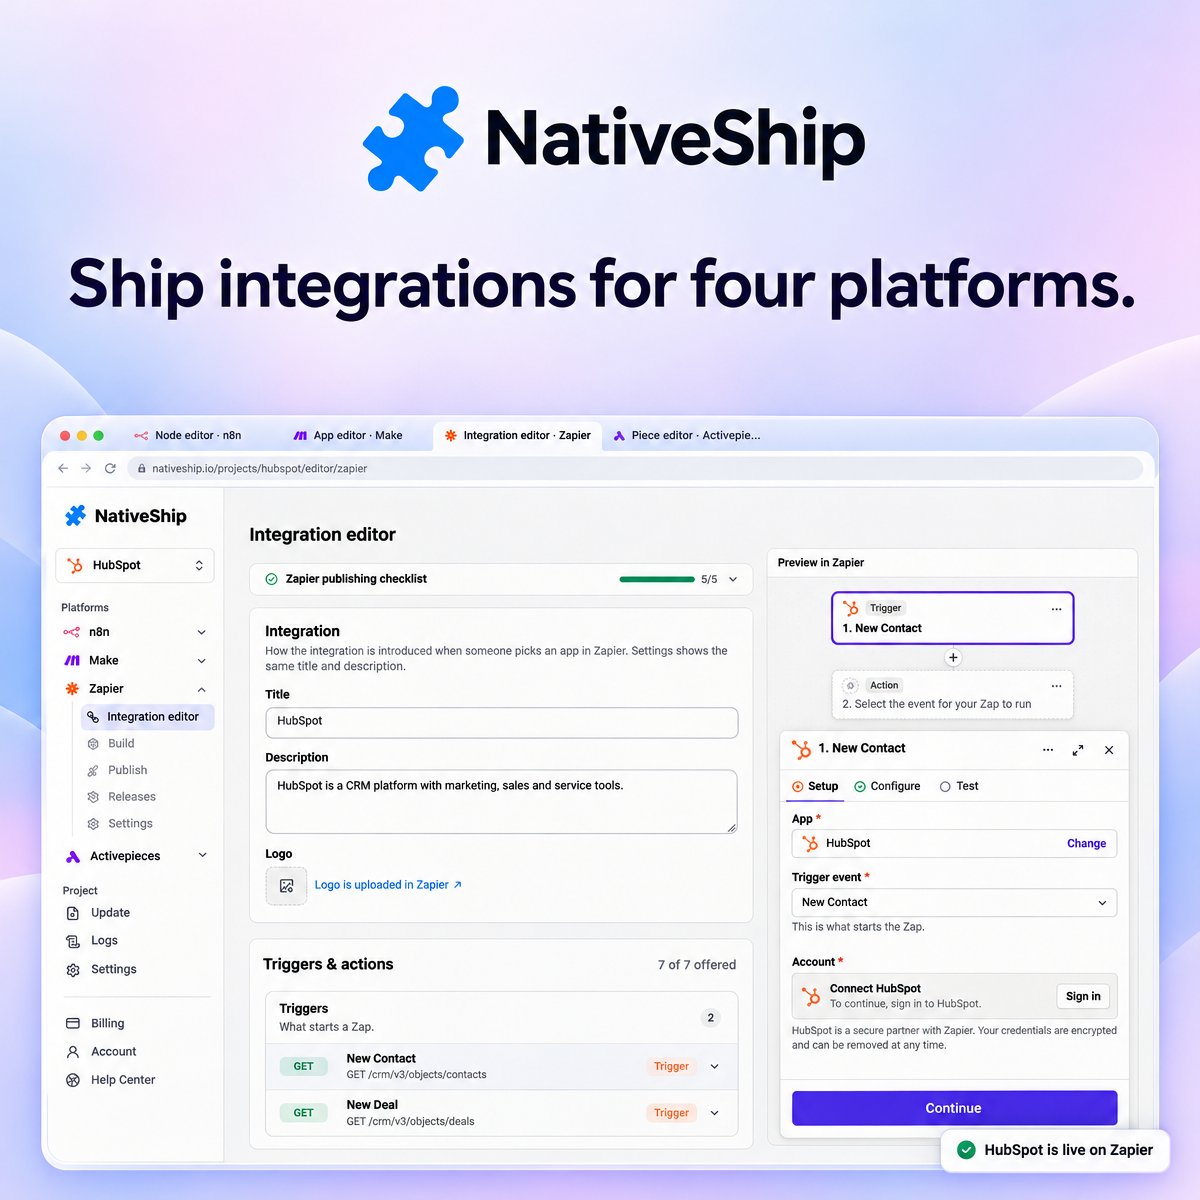 NativeShip
Ship integrations for four platforms.
Node editor · n8n
App editor · Make
Integration editor · Zapier
Piece editor · Activepie...
nativeship.io/projects/hubspot/editor/zapier
NativeShip
HubSpot
Platforms
n8n
Make
Zapier
Integration editor
Build
Publish
Releases
Settings
Activepieces
Project
Update
Logs
Settings
Billing
Account
Help Center
Integration editor
Zapier publishing checklist
5/5
Integration
How the integration is introduced when someone picks an app in Zapier. Settings shows the
same title and description.
Title
HubSpot
Description
HubSpot is a CRM platform with marketing, sales and service tools.
Logo
Logo is uploaded in Zapier ↗
Triggers & actions
7 of 7 offered
Triggers
What starts a Zap.
2
GET
New Contact
GET /crm/v3/objects/contacts
Trigger
GET
New Deal
GET /crm/v3/objects/deals
Trigger
Preview in Zapier
Trigger
1. New Contact
Action
2. Select the event for your Zap to run
1. New Contact
Setup
Configure
Test
App *
HubSpot
Change
Trigger event *
New Contact
This is what starts the Zap.
Account *
Connect HubSpot
To continue, sign in to HubSpot.
Sign in
HubSpot is a secure partner with Zapier. Your credentials are encrypted
and can be removed at any time.
Continue
HubSpot is live on Zapier